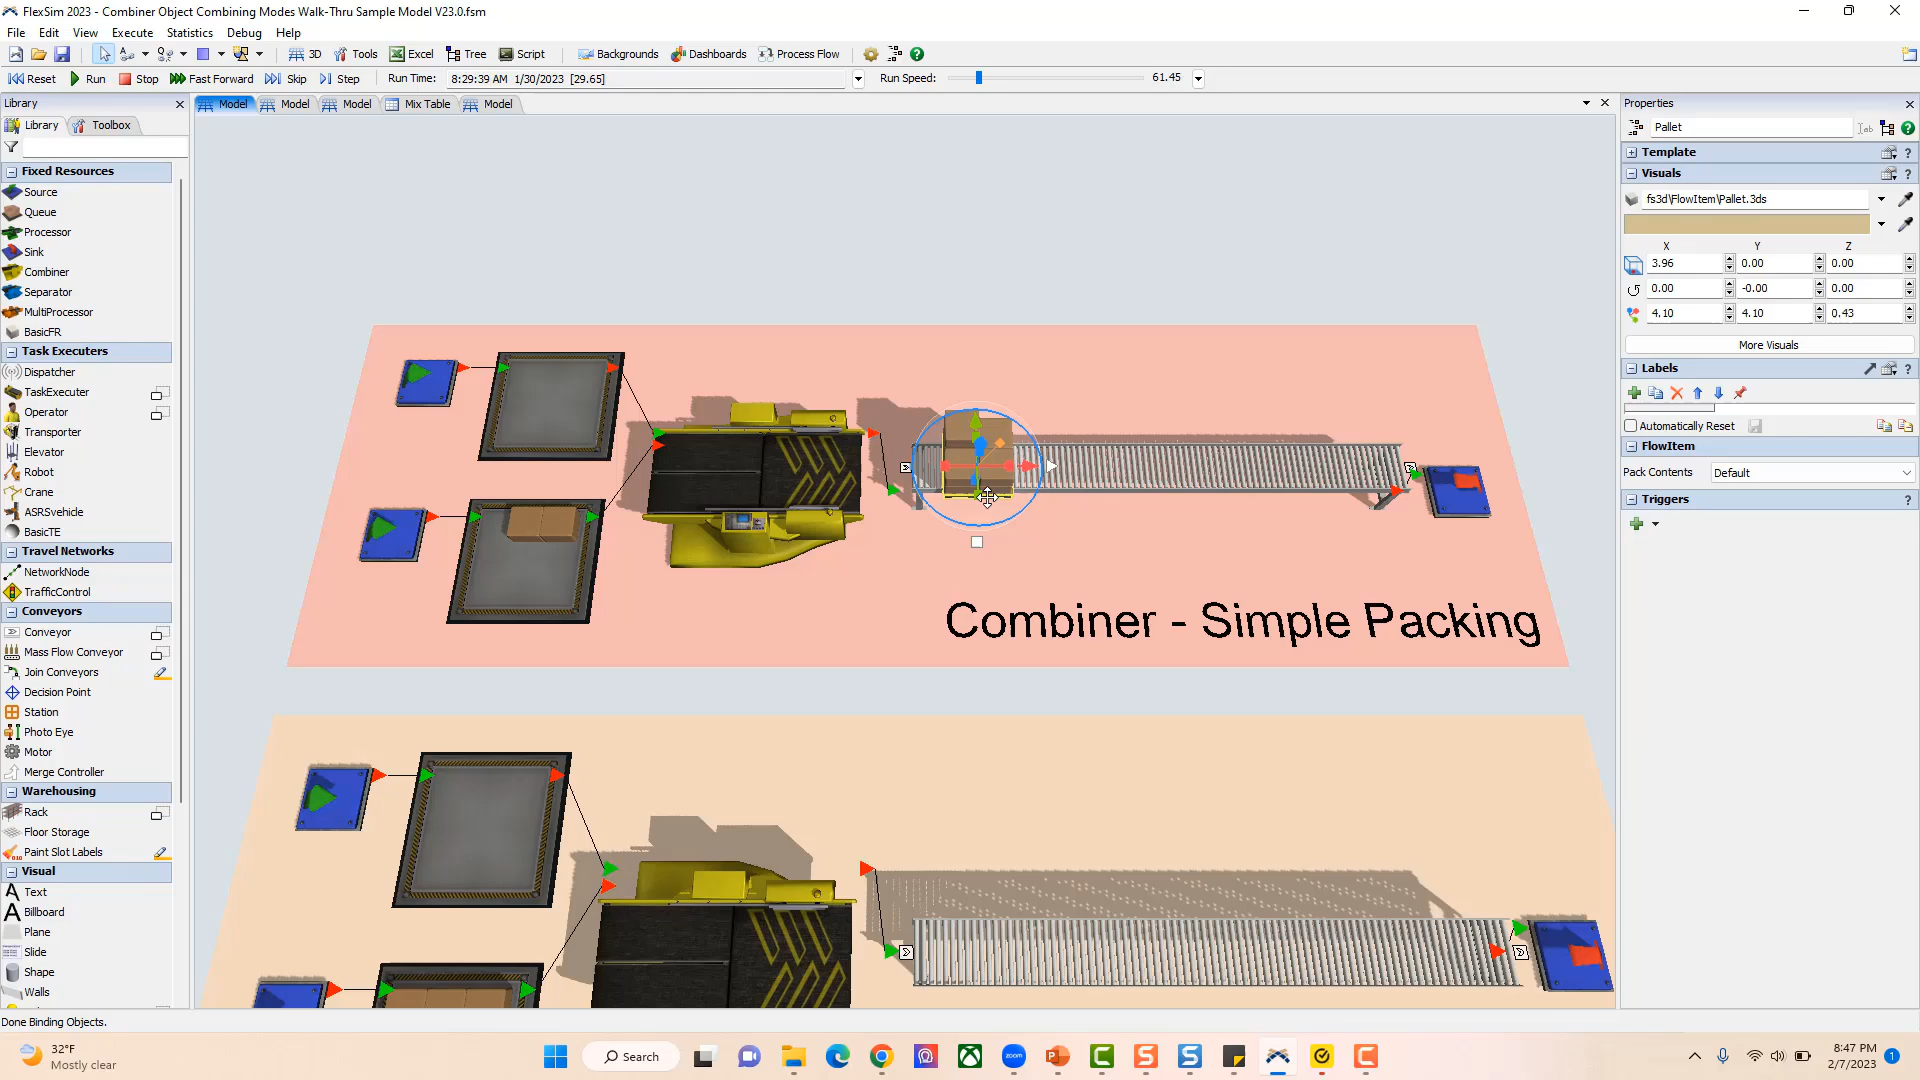 FlexSim 2023 - Combiner Object Combining Modes Walk-Thru Sample Model V23.0.fsm
File Edit View Execute Statistics Debug Help
3D Tools Excel Tree Script Backgrounds Dashboards Process Flow
Reset Run Stop Fast Forward Skip Step Run Time: 8:29:39 AM 1/30/2023 [29.65] Run Speed: 61.45
Library
Library Toolbox
Fixed Resources
Source
Queue
Processor
Sink
Combiner
Separator
MultiProcessor
BasicFR
Task Executers
Dispatcher
TaskExecuter
Operator
Transporter
Elevator
Robot
Crane
ASRSvehicle
BasicTE
Travel Networks
NetworkNode
TrafficControl
Conveyors
Conveyor
Mass Flow Conveyor
Join Conveyors
Decision Point
Station
Photo Eye
Motor
Merge Controller
Warehousing
Rack
Floor Storage
Paint Slot Labels
Visual
Text
Billboard
Plane
Slide
Shape
Walls
Model Model Model Mix Table Model
Combiner - Simple Packing
Properties
Pallet
Template
Visuals
fs3d\FlowItem\Pallet.3ds
X Y Z
3.96 0.00 0.00
0.00 -0.00 0.00
4.10 4.10 0.43
More Visuals
Labels
Automatically Reset
FlowItem
Pack Contents Default
Triggers
Done Binding Objects.
32°F
Mostly clear
Search
zoom
8:47 PM
2/7/2023
1